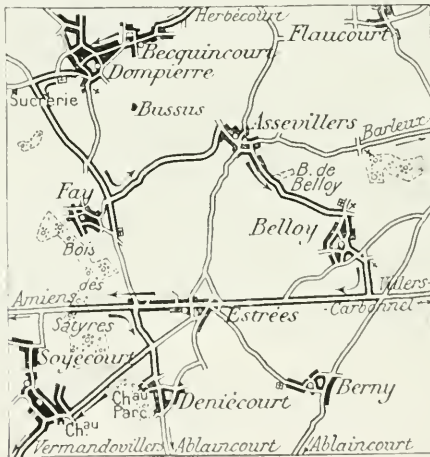 Herbécourt
Flaucourt
Becquincourt
Dompierre
Sucrerie
Bussus
Assevillers
Barleux
B. de
Belloy
Fay
Belloy
Bois
des
Amiens
Satyres
Villers-
Carbonnel
Estrées
Soyécourt
Chau
Parc
Deniécourt
Berny
Chau
Vermandovillers
Ablaincourt
Ablaincourt